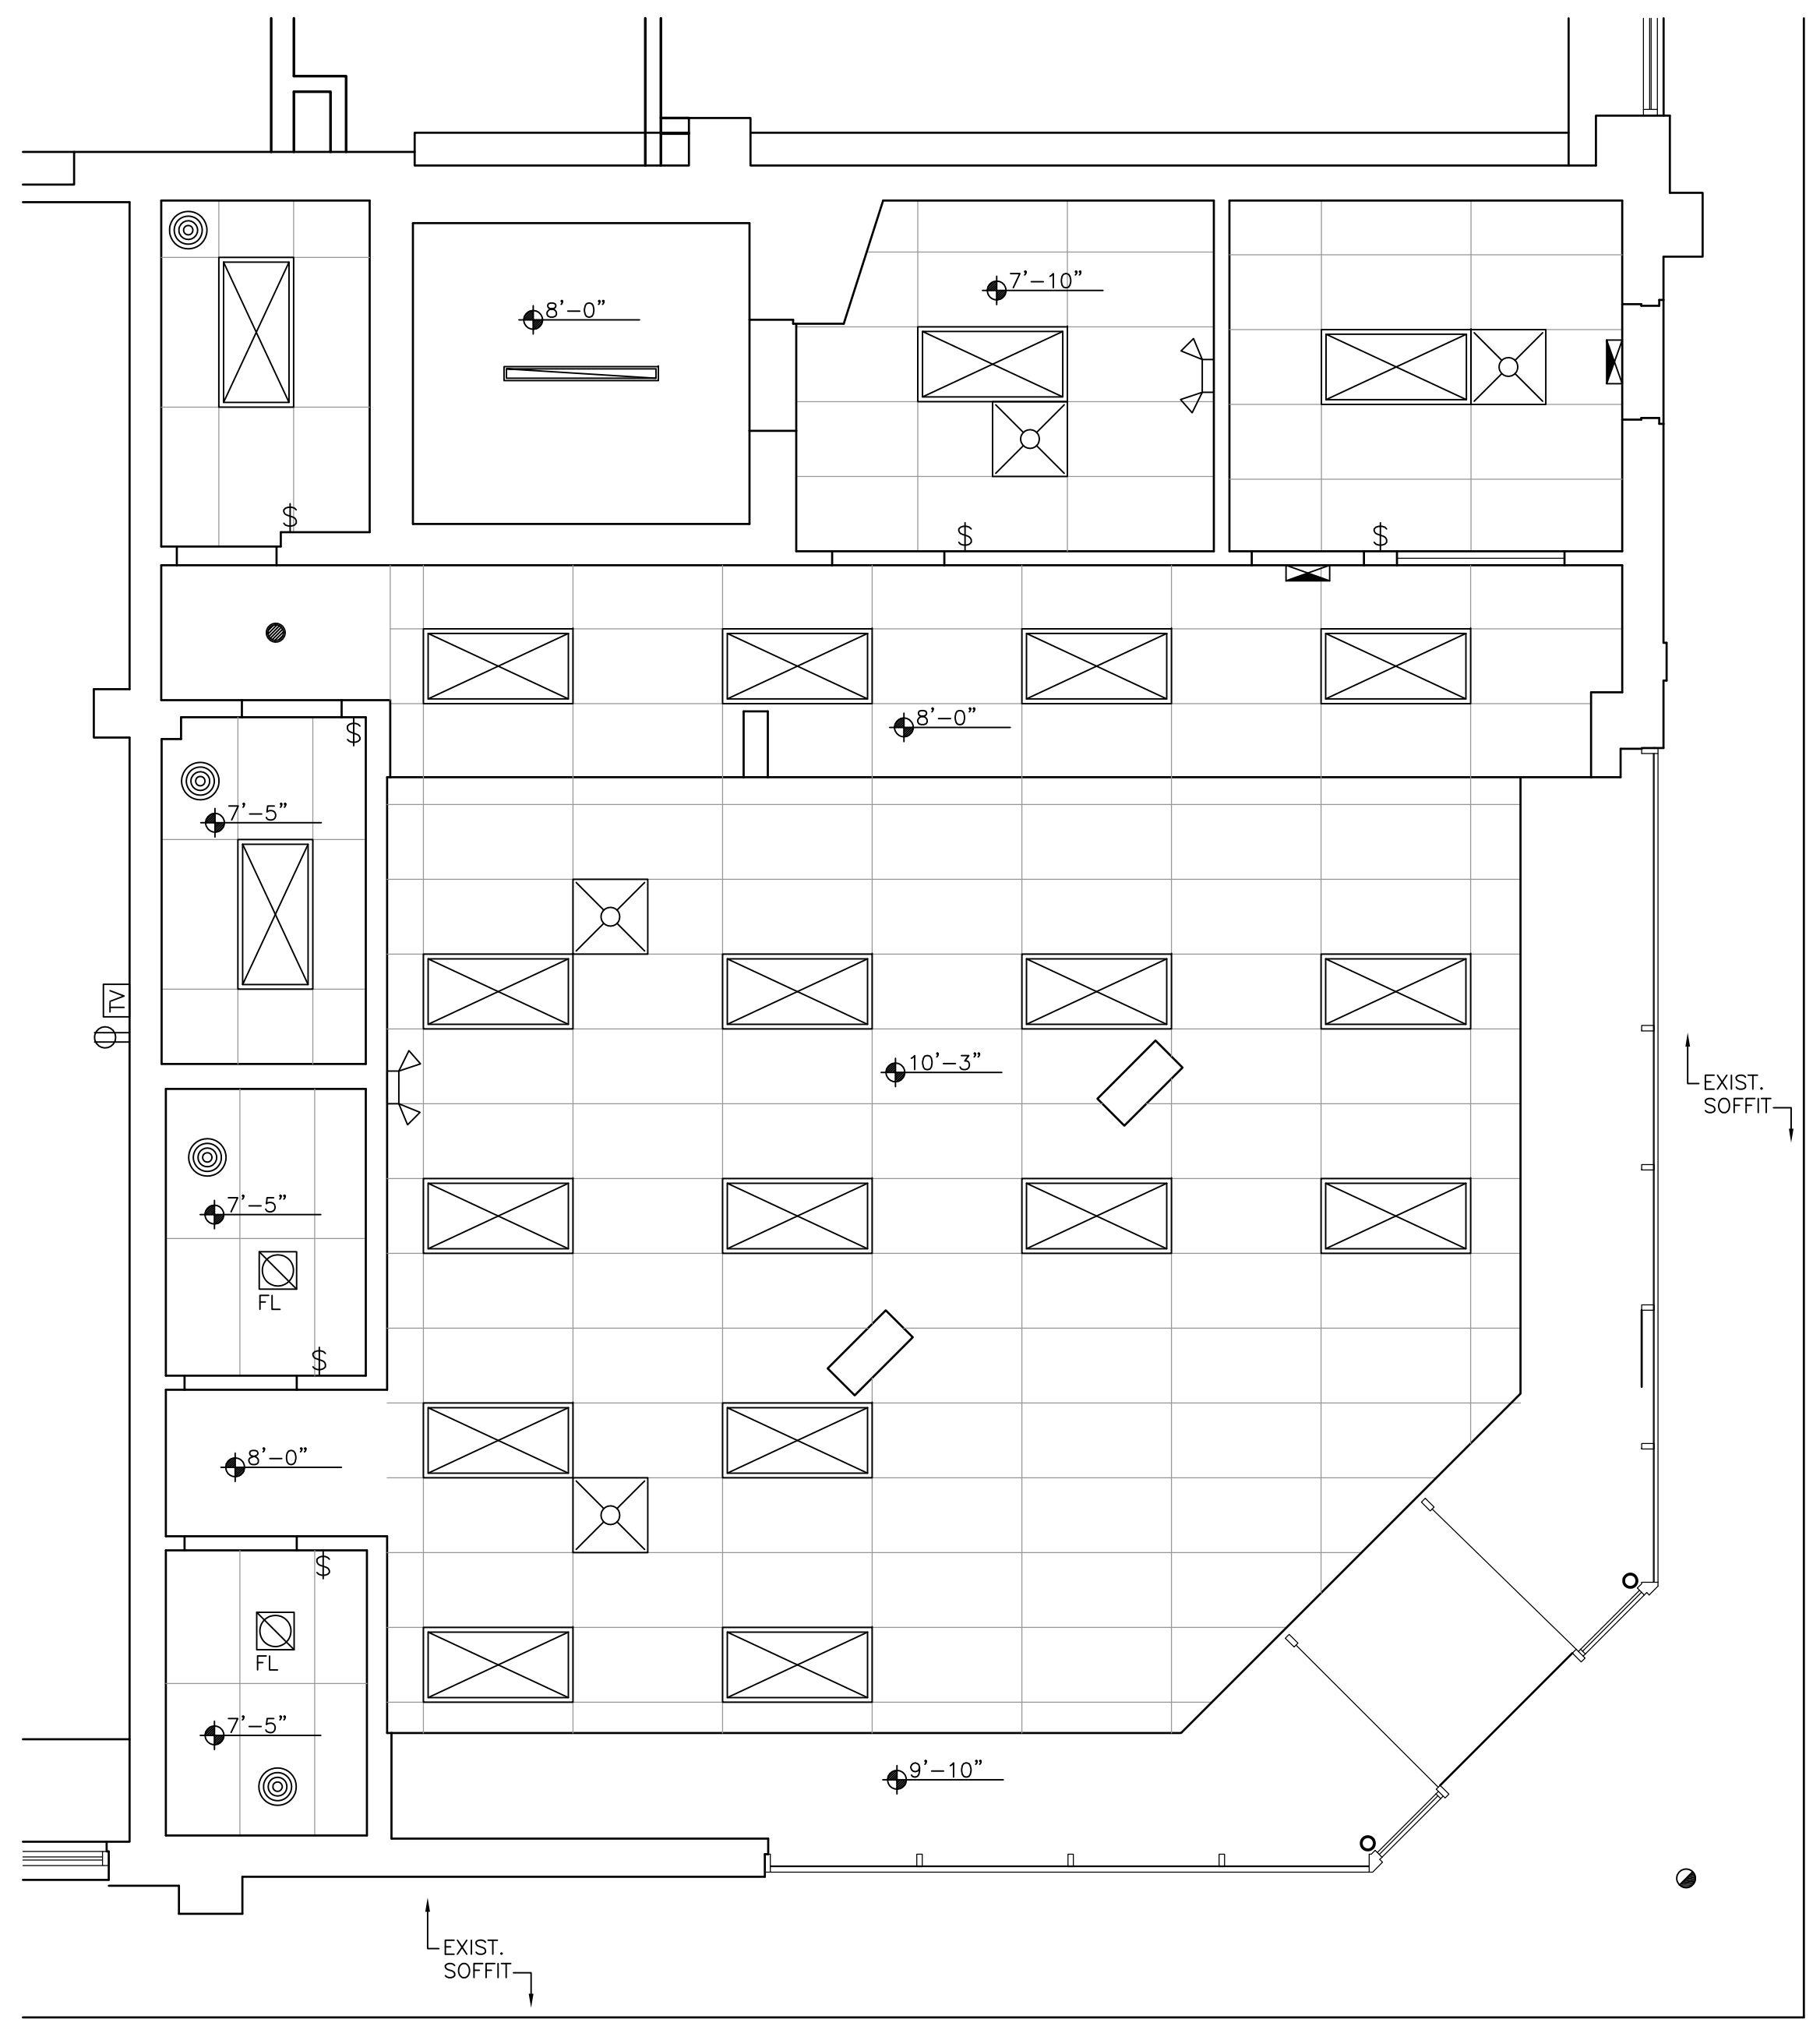 7'-10"
8'-0"
$
$
$
8'-0"
$
7'-5"
TV
10'-3"
EXIST.
SOFFIT
7'-5"
FL
$
8'-0"
$
FL
7'-5"
9'-10"
EXIST.
SOFFIT